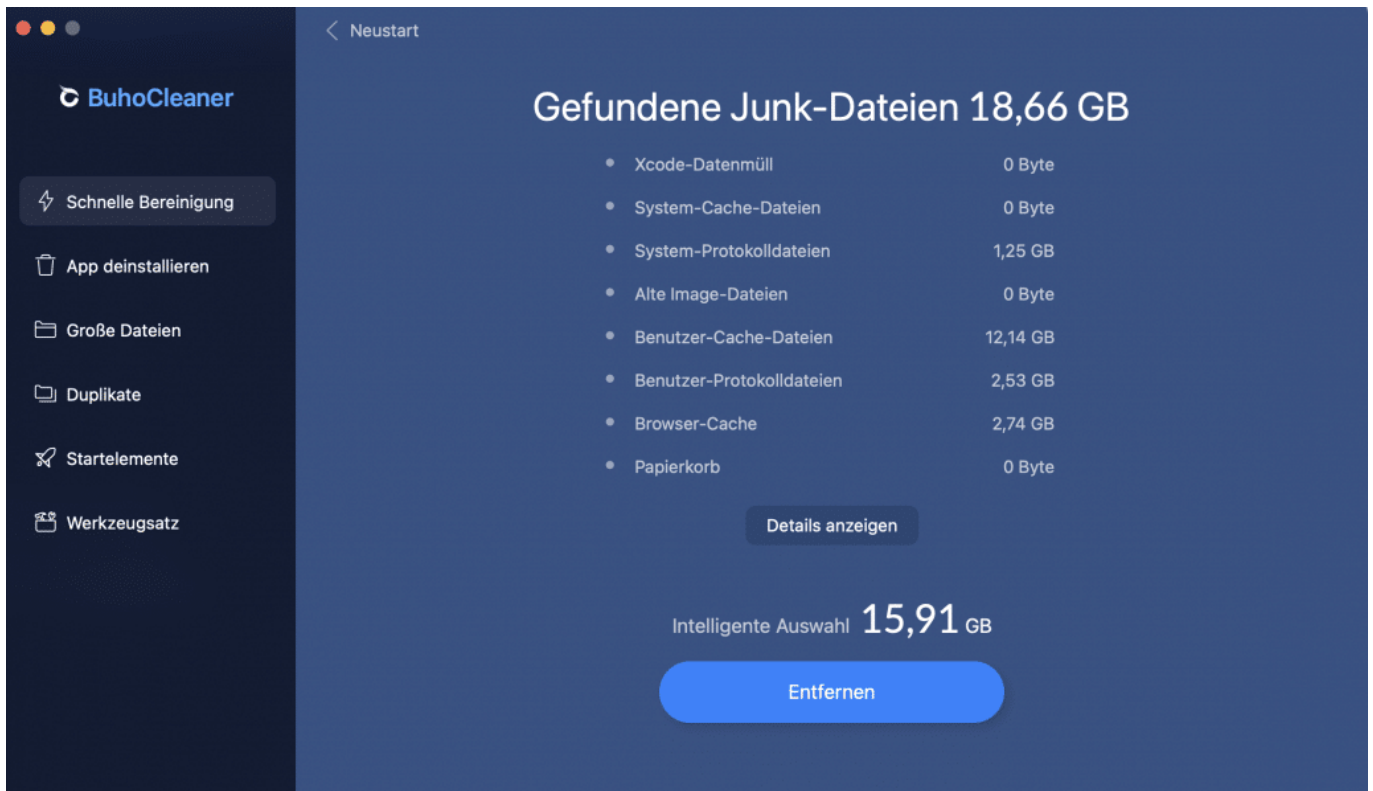 Neustart
BuhoCleaner
Schnelle Bereinigung
App deinstallieren
Große Dateien
Duplikate
Startelemente
Werkzeugsatz
Gefundene Junk-Dateien 18,66 GB
Xcode-Datenmüll 0 Byte
System-Cache-Dateien 0 Byte
System-Protokolldateien 1,25 GB
Alte Image-Dateien 0 Byte
Benutzer-Cache-Dateien 12,14 GB
Benutzer-Protokolldateien 2,53 GB
Browser-Cache 2,74 GB
Papierkorb 0 Byte
Details anzeigen
Intelligente Auswahl 15,91 GB
Entfernen